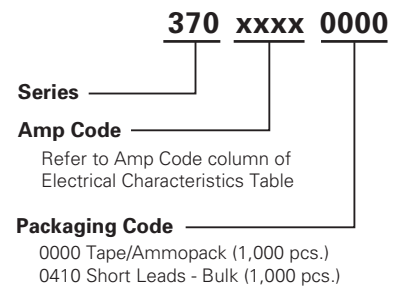 370 xxxx 0000
Series
Amp Code
Refer to Amp Code column of
Electrical Characteristics Table
Packaging Code
0000 Tape/Ammopack (1,000 pcs.)
0410 Short Leads - Bulk (1,000 pcs.)